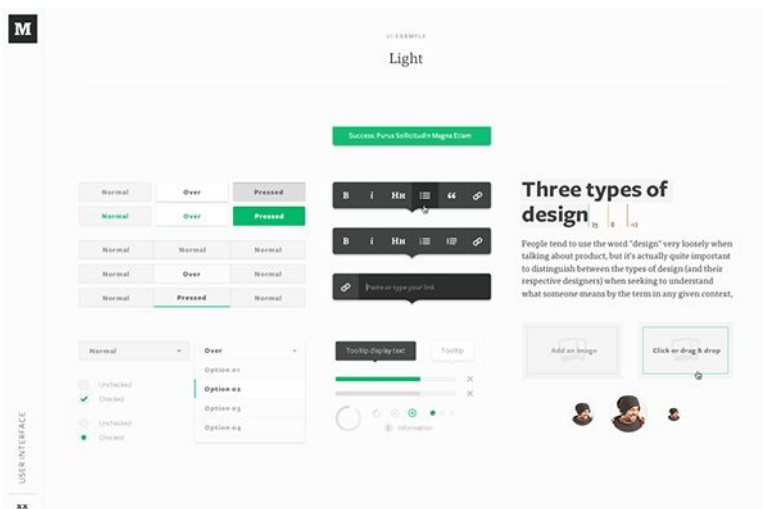 M
UI EXAMPLE
Light
Success: Purus Sollicitudin Magna Etiam
Normal Over Pressed
Normal Over Pressed
Normal Normal Normal
Normal Over Normal
Normal Pressed Normal
B i HH “
B i HH
Paste or type your link
Three types of
design 15 0 -15
People tend to use the word "design" very loosely when
talking about product, but it's actually quite important
to distinguish between the types of design (and their
respective designers) when seeking to understand
what someone means by the term in any given context,
Normal
Unchecked
Checked
Unchecked
Checked
Over
Option 01
Option 02
Option 03
Option 04
Tooltip display text Tooltip
Information
Add an Image Click or drag & drop
USER INTERFACE
XX